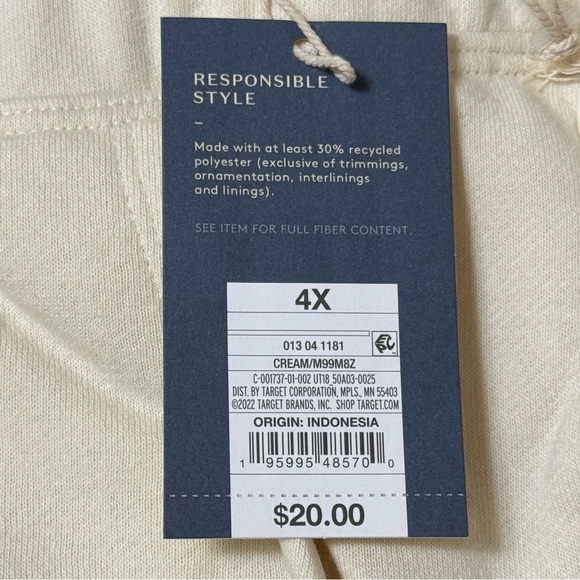 RESPONSIBLE
STYLE
–
Made with at least 30% recycled
polyester (exclusive of trimmings,
ornamentation, interlinings
and linings).
SEE ITEM FOR FULL FIBER CONTENT.
4X
013 04 1181
CREAM/M99M8Z
C-001737-01-002 UT18_50A03-0025
DIST. BY TARGET CORPORATION, MPLS., MN 55403
©2022 TARGET BRANDS, INC. SHOP TARGET.COM
ORIGIN: INDONESIA
1 95995 48570 0
$20.00